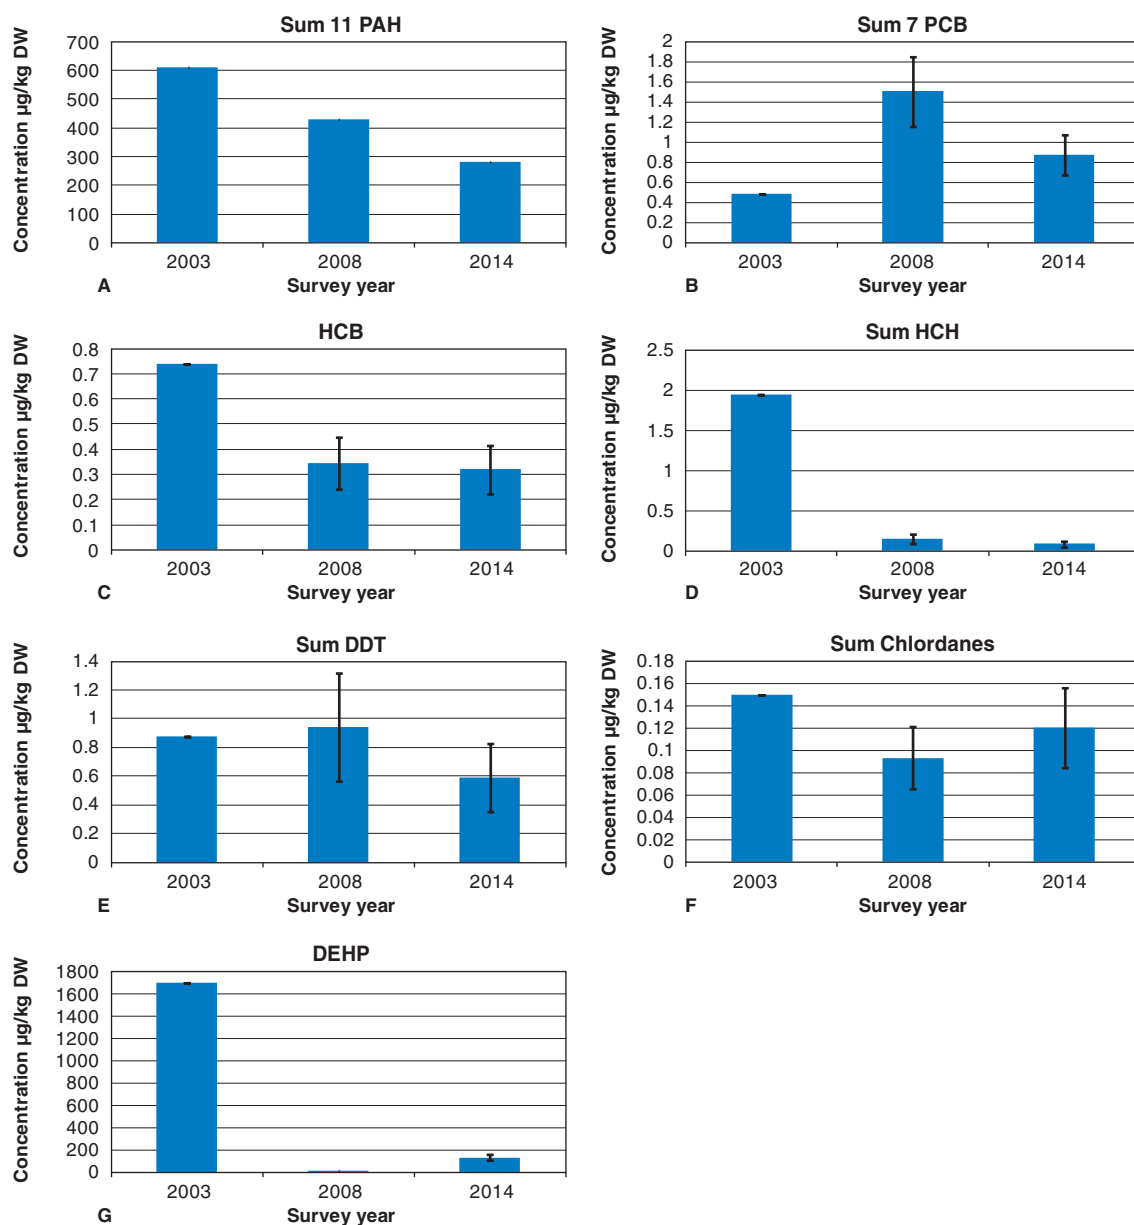 Sum 11 PAH
Concentration µg/kg DW
700
600
500
400
300
200
100
0
2003 2008 2014
Survey year
A
Sum 7 PCB
Concentration µg/kg DW
2
1.8
1.6
1.4
1.2
1
0.8
0.6
0.4
0.2
0
2003 2008 2014
Survey year
B
HCB
Concentration µg/kg DW
0.8
0.7
0.6
0.5
0.4
0.3
0.2
0.1
0
2003 2008 2014
Survey year
C
Sum HCH
Concentration µg/kg DW
2.5
2
1.5
1
0.5
0
2003 2008 2014
Survey year
D
Sum DDT
Concentration µg/kg DW
1.4
1.2
1
0.8
0.6
0.4
0.2
0
2003 2008 2014
Survey year
E
Sum Chlordanes
Concentration µg/kg DW
0.18
0.16
0.14
0.12
0.1
0.08
0.06
0.04
0.02
0
2003 2008 2014
Survey year
F
DEHP
Concentration µg/kg DW
1800
1600
1400
1200
1000
800
600
400
200
0
2003 2008 2014
Survey year
G